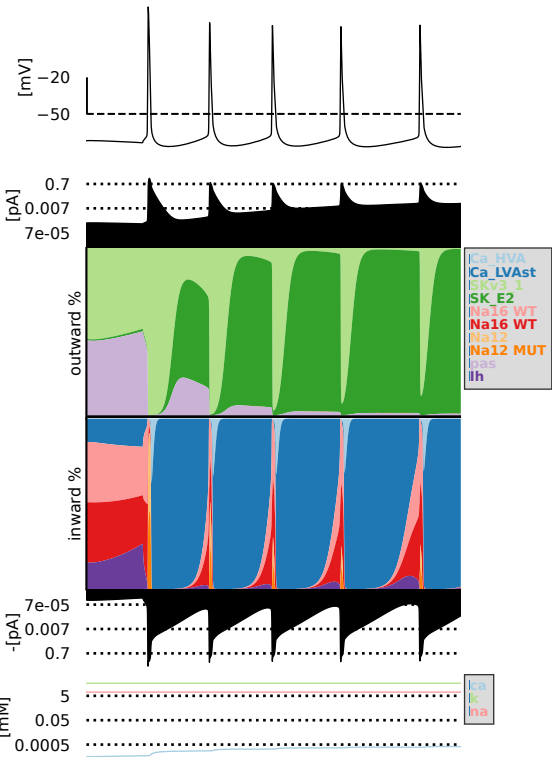 [mV]
−20
−50
[pA]
0.7
0.007
7e-05
outward %
Ca_HVA
Ca_LVAst
SKv3_1
SK_E2
Na16 WT
Na16 WT
Na12
Na12 MUT
pas
Ih
inward %
-[pA]
7e-05
0.007
0.7
[mM]
5
0.05
0.0005
ca
k
na